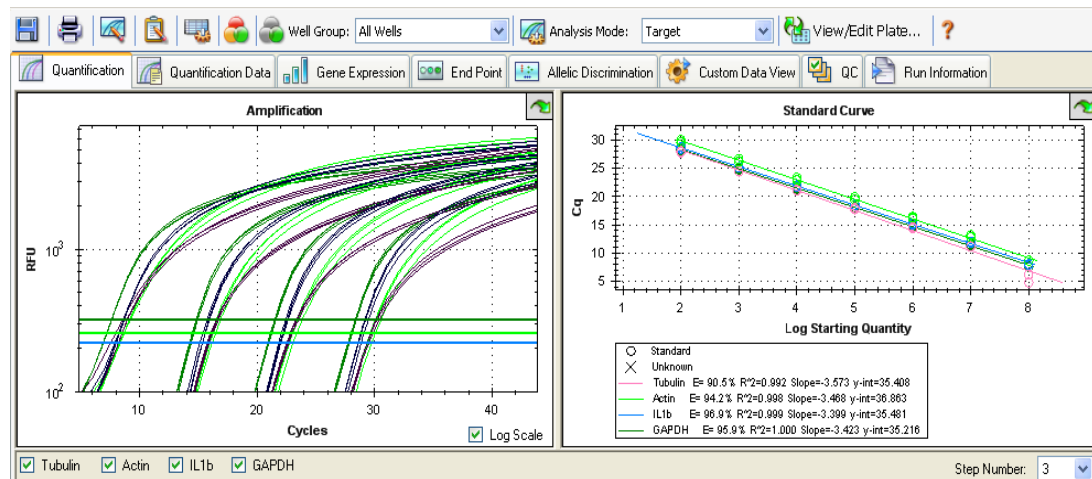 Well Group: All Wells Analysis Mode: Target View/Edit Plate... ?
Quantification Quantification Data Gene Expression End Point Allelic Discrimination Custom Data View QC Run Information
Amplification
10³
10²
RFU
10 20 30 40
Cycles
Log Scale
Standard Curve
30
25
20
15
10
5
Cq
1 2 3 4 5 6 7 8
Log Starting Quantity
O Standard
X Unknown
Tubulin E= 90.5% R^2=0.992 Slope=-3.573 y-int=35.408
Actin E= 94.2% R^2=0.998 Slope=-3.468 y-int=36.863
IL1b E= 96.9% R^2=0.999 Slope=-3.399 y-int=35.481
GAPDH E= 95.9% R^2=1.000 Slope=-3.423 y-int=35.216
Tubulin Actin IL1b GAPDH Step Number: 3